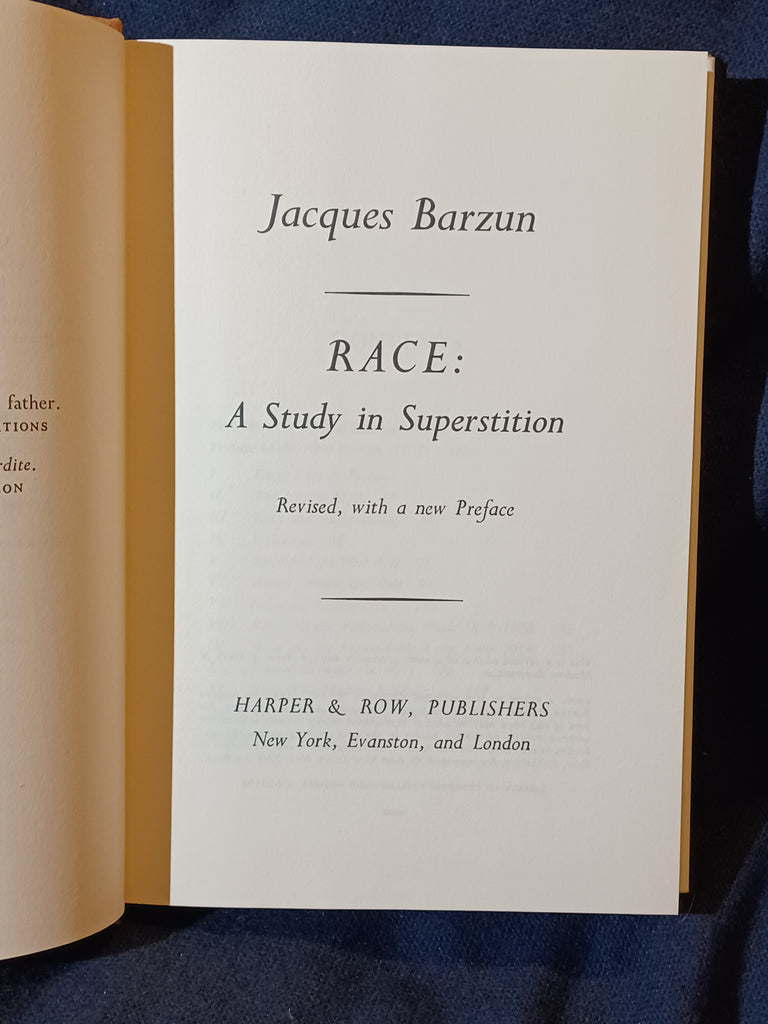 father.
TIONS
rdite.
ON
Jacques Barzun
RACE:
A Study in Superstition
Revised, with a new Preface
HARPER & ROW, PUBLISHERS
New York, Evanston, and London